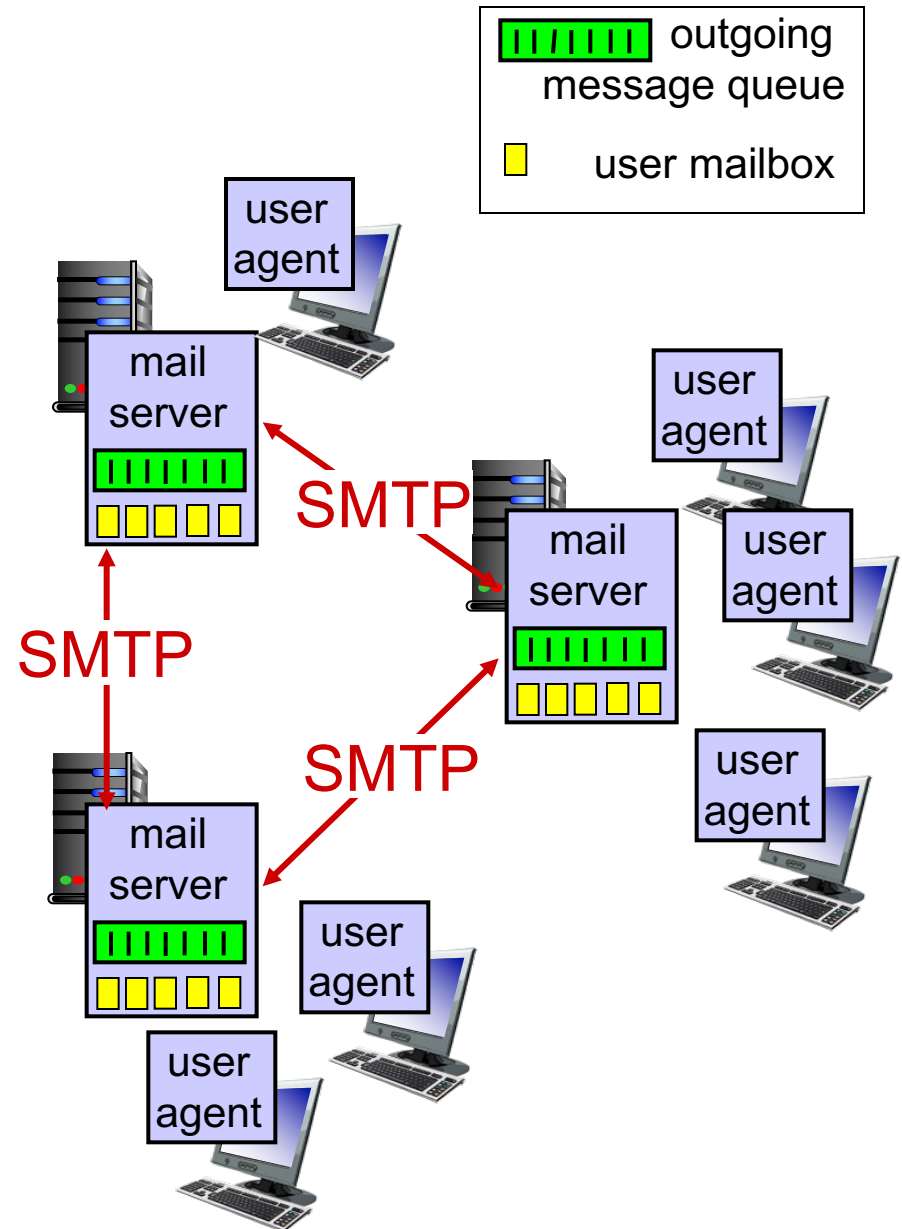 outgoing
message queue
user mailbox
user
agent
mail
server
SMTP
user
agent
mail
server
user
agent
SMTP
SMTP
user
agent
mail
server
user
agent
user
agent